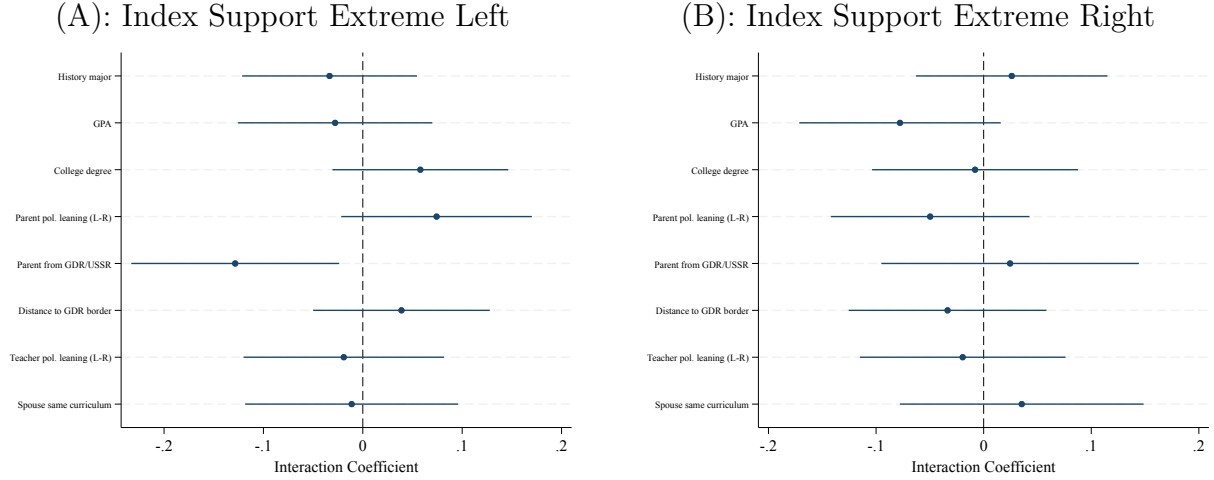 (A): Index Support Extreme Left
History major
GPA
College degree
Parent pol. leaning (L-R)
Parent from GDR/USSR
Distance to GDR border
Teacher pol. leaning (L-R)
Spouse same curriculum
-.2 -.1 0 .1 .2
Interaction Coefficient
(B): Index Support Extreme Right
History major
GPA
College degree
Parent pol. leaning (L-R)
Parent from GDR/USSR
Distance to GDR border
Teacher pol. leaning (L-R)
Spouse same curriculum
-.2 -.1 0 .1 .2
Interaction Coefficient